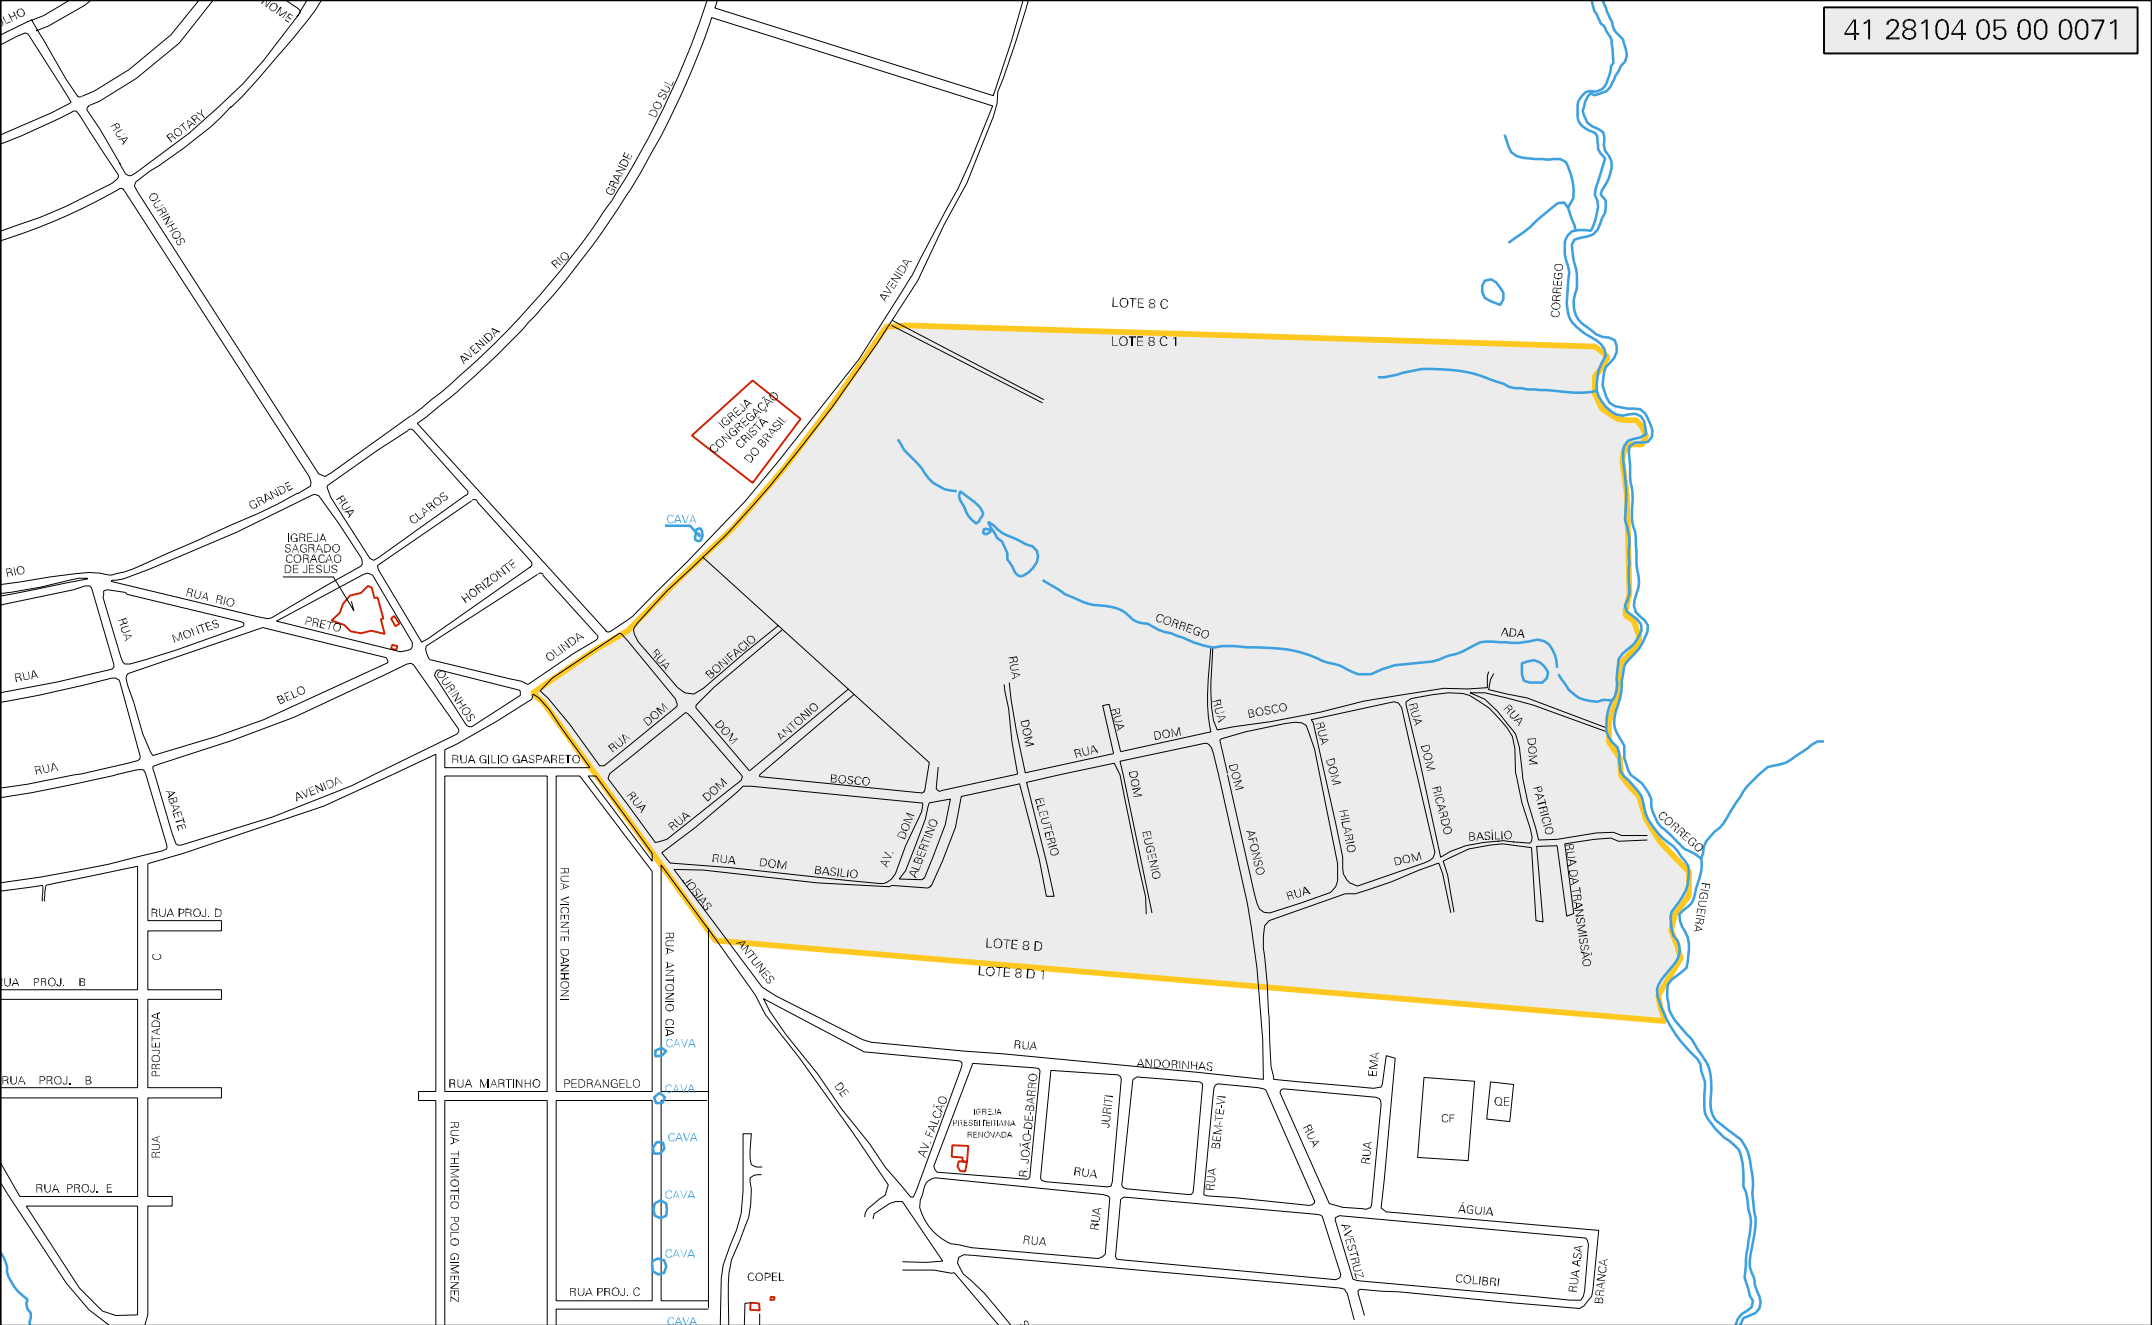 41 28104 05 00 0071
NOME
RUA
ROTARY
OURINHOS
DO SUL
GRANDE
RIO
AVENIDA
AVENIDA
CORREGO
LOTE 8 C
LOTE 8 C 1
IGREJA
CONGREGAÇÃO
CRISTÃ
DO BRASIL
CAVA
GRANDE
RUA
CLAROS
IGREJA
SAGRADO
CORACAO
DE JESUS
RIO
RUA RIO
PRETO
HORIZONTE
RUA
MONTES
OLINDA
RUA
BELO
OURINHOS
RUA
ABAETE
AVENIDA
RUA GILIO GASPARETO
CORREGO
ADA
RUA
BONIFACIO
RUA DOM
DOM
ANTONIO
BOSCO
RUA
RUA DOM
RUA DOM BASILIO
AV. DOM
ALBERTINO
RUA
DOM
ELEUTERIO
RUA
DOM
BOSCO
RUA
DOM
EUGENIO
RUA
DOM
AFONSO
RUA
DOM
HILARIO
RUA
DOM
RICARDO
RUA
DOM
PATRICIO
RUA
DOM
BASÍLIO
RUA DA TRANSMISSÃO
CORREGO
FIGUEIRA
JOSIAS
ANTUNES
DE
LOTE 8 D
LOTE 8 D 1
RUA PROJ. D
C
PROJETADA
RUA
RUA PROJ. B
RUA PROJ. B
RUA PROJ. E
RUA VICENTE DANHONI
RUA ANTONIO CIA
RUA MARTINHO PEDRANGELO
RUA THIMOTEO POLO GIMENEZ
RUA PROJ. C
CAVA
CAVA
CAVA
CAVA
CAVA
CAVA
COPEL
RUA
ANDORINHAS
EMA
RUA
AV. FALCÃO
IGREJA
PRESBITERIANA
RENOVADA
R. JOÃO-DE-BARRO
JURITI
RUA
BEM-TE-VI
RUA
RUA
AVESTRUZ
CF
QE
RUA
ÁGUIA
RUA
COLIBRI
RUA ASA
BRANCA